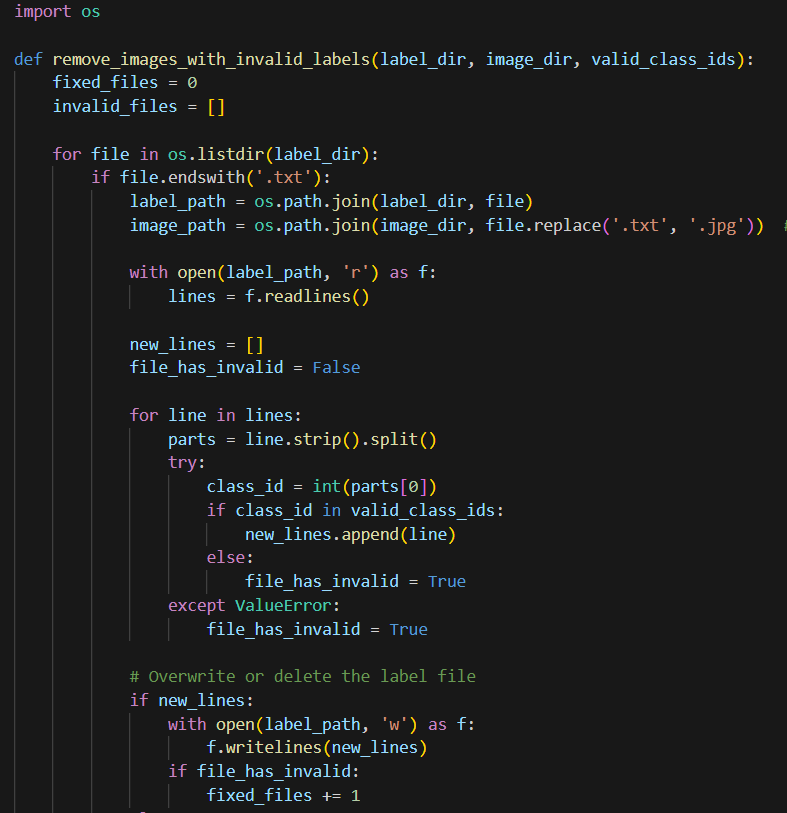 import os
def remove_images_with_invalid_labels(label_dir, image_dir, valid_class_ids):
    fixed_files = 0
    invalid_files = []
    for file in os.listdir(label_dir):
        if file.endswith('.txt'):
            label_path = os.path.join(label_dir, file)
            image_path = os.path.join(image_dir, file.replace('.txt', '.jpg'))  #
            with open(label_path, 'r') as f:
                lines = f.readlines()
            new_lines = []
            file_has_invalid = False
            for line in lines:
                parts = line.strip().split()
                try:
                    class_id = int(parts[0])
                    if class_id in valid_class_ids:
                        new_lines.append(line)
                    else:
                        file_has_invalid = True
                except ValueError:
                    file_has_invalid = True
            # Overwrite or delete the label file
            if new_lines:
                with open(label_path, 'w') as f:
                    f.writelines(new_lines)
                if file_has_invalid:
                    fixed_files += 1